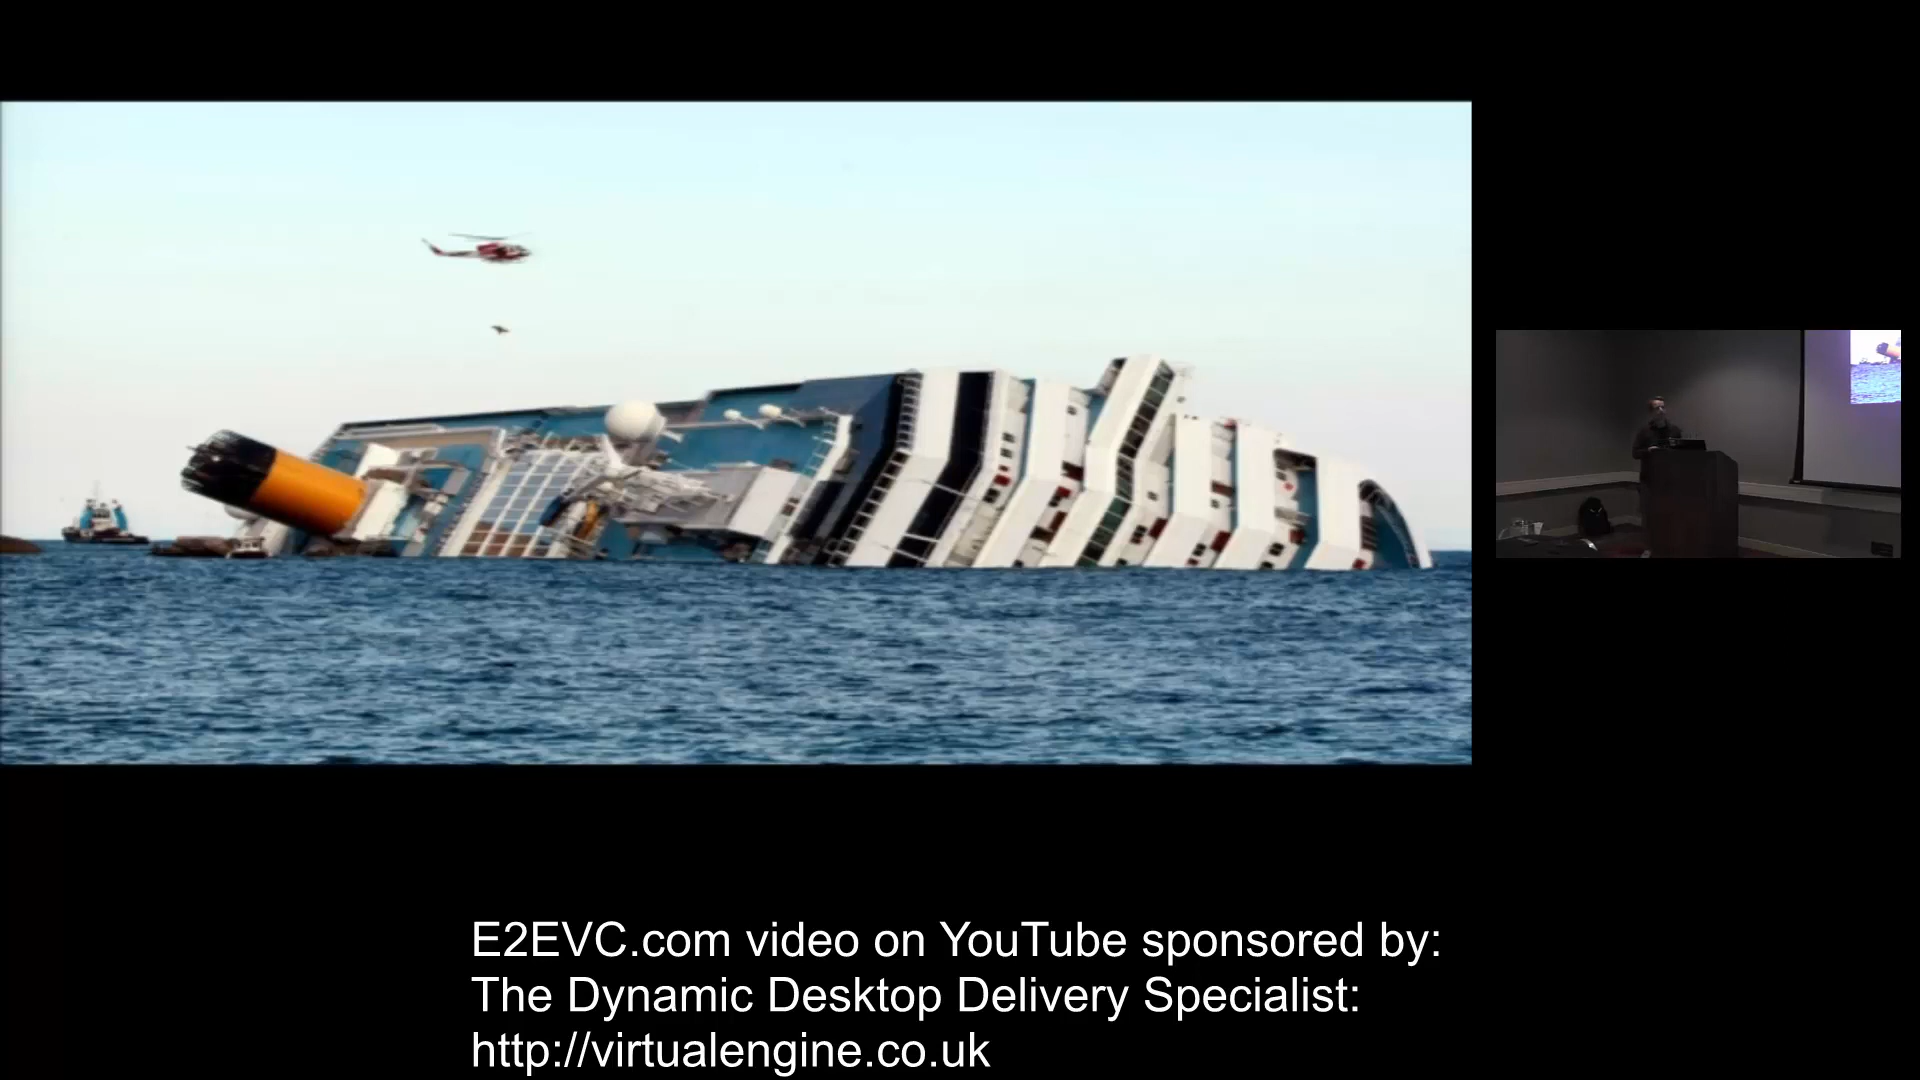 E2EVC.com video on YouTube sponsored by:
The Dynamic Desktop Delivery Specialist:
http://virtualengine.co.uk